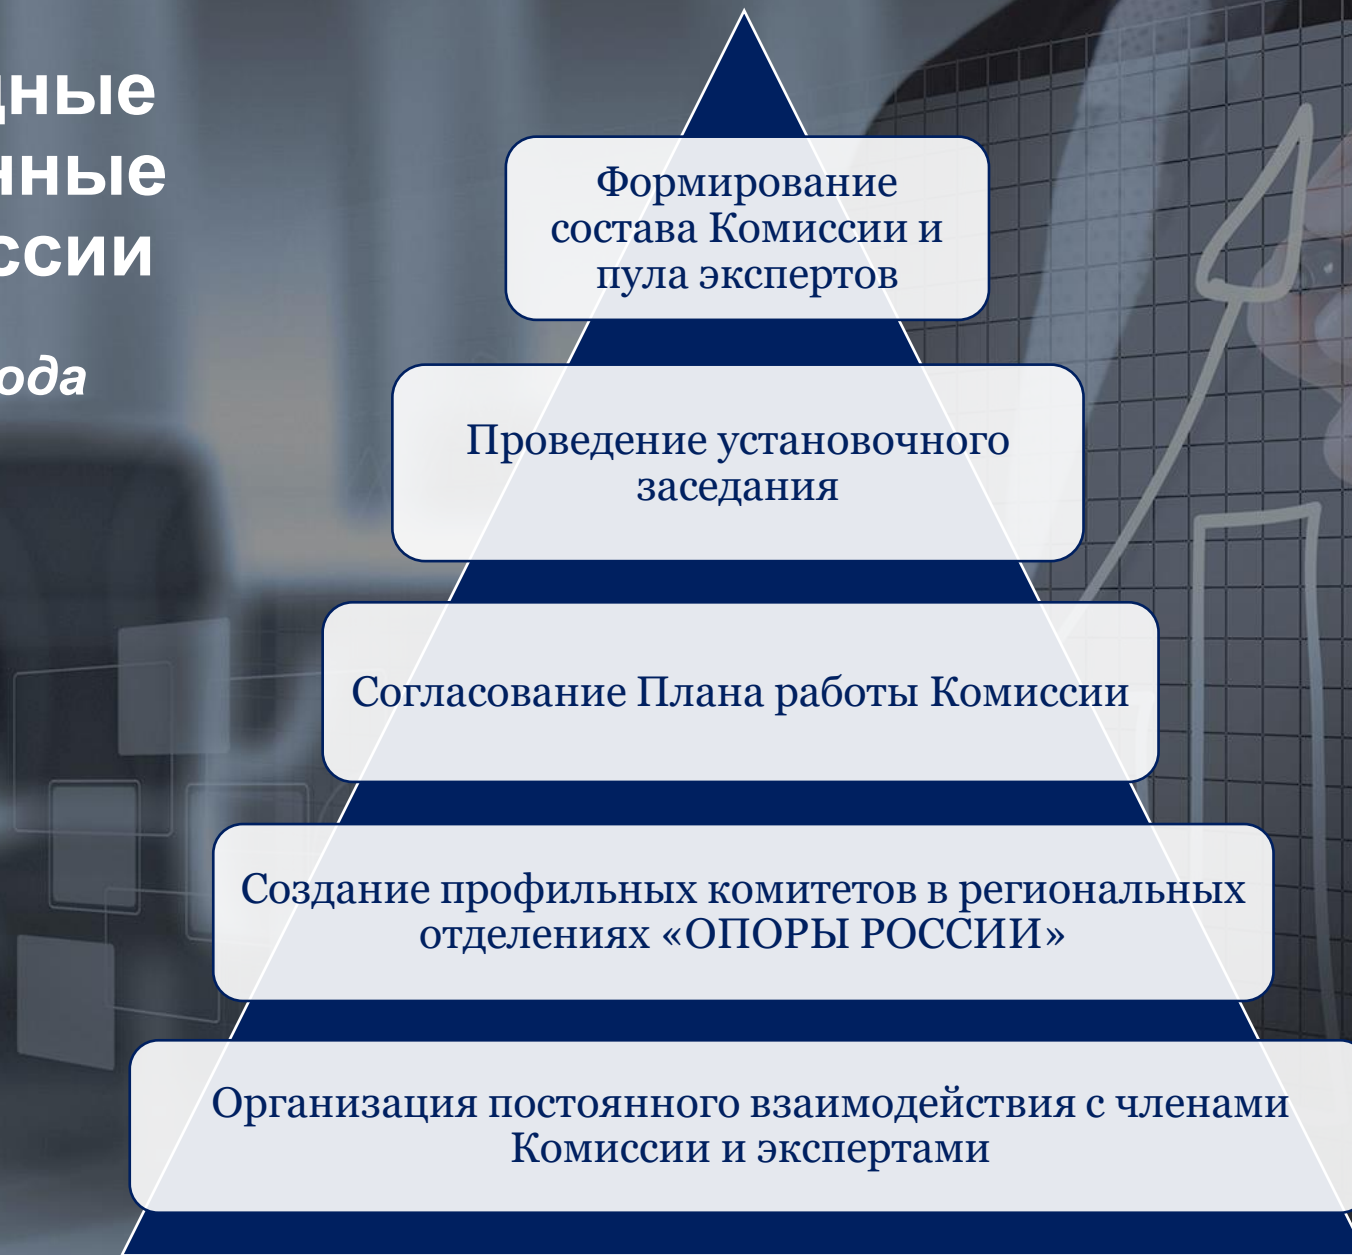 дные
нные
ссии
ода
Формирование
состава Комиссии и
пула экспертов
Проведение установочного
заседания
Согласование Плана работы Комиссии
Создание профильных комитетов в региональных
отделениях «ОПОРЫ РОССИИ»
Организация постоянного взаимодействия с членами
Комиссии и экспертами